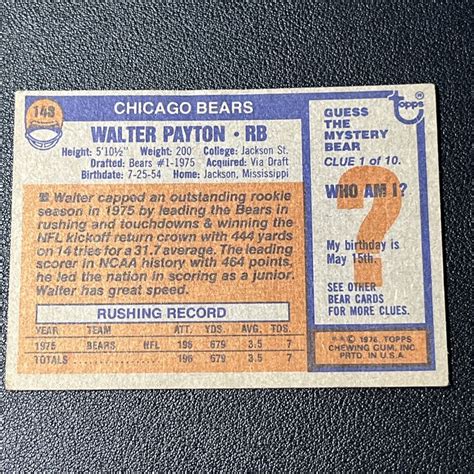 148
CHICAGO BEARS
WALTER PAYTON • RB
Height: 5'10½" Weight: 200 College: Jackson St.
Drafted: Bears #1-1975 Acquired: Via Draft
Birthdate: 7-25-54 Home: Jackson, Mississippi
Walter capped an outstanding rookie
season in 1975 by leading the Bears in
rushing and touchdowns & winning the
NFL kickoff return crown with 444 yards
on 14 tries for a 31.7 average. The leading
scorer in NCAA history with 464 points,
he led the nation in scoring as a junior.
Walter has great speed.
RUSHING RECORD
YEAR TEAM ATT. YDS. AVG. TDS
1975 BEARS NFL 196 679 3.5 7
TOTALS 196 679 3.5 7
topps®
GUESS
THE
MYSTERY
BEAR
CLUE 1 of 10.
?
WHO AM I?
My birthday is
May 15th.
SEE OTHER
BEAR CARDS
FOR MORE CLUES.
** © 1976 TOPPS
CHEWING GUM, INC.
PRTD. IN U.S.A.